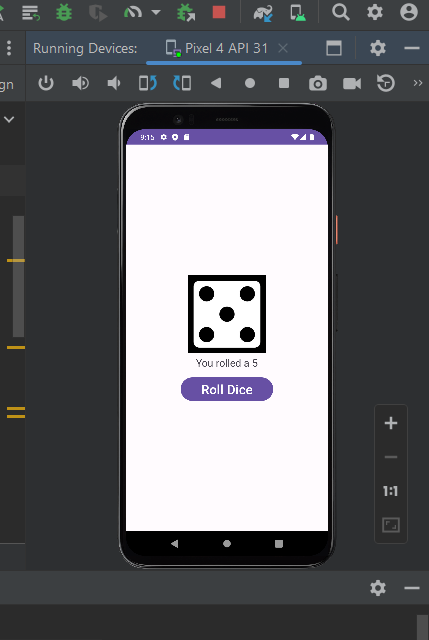 Running Devices:
Pixel 4 API 31
gn
9:15
You rolled a 5
Roll Dice
1:1